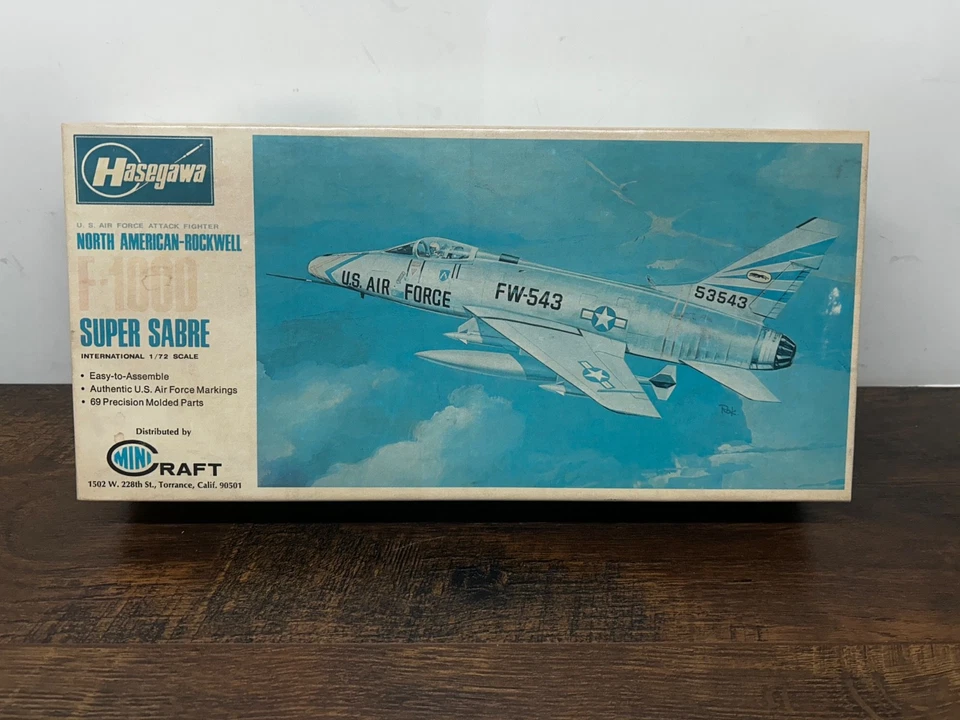 Hasegawa
U. S. AIR FORCE ATTACK FIGHTER
NORTH AMERICAN-ROCKWELL
F-100D
SUPER SABRE
INTERNATIONAL 1/72 SCALE
• Easy-to-Assemble
• Authentic U.S. Air Force Markings
• 69 Precision Molded Parts
Distributed by
MINI CRAFT
1502 W. 228th St., Torrance, Calif. 90501
U.S. AIR FORCE
FW-543
53543